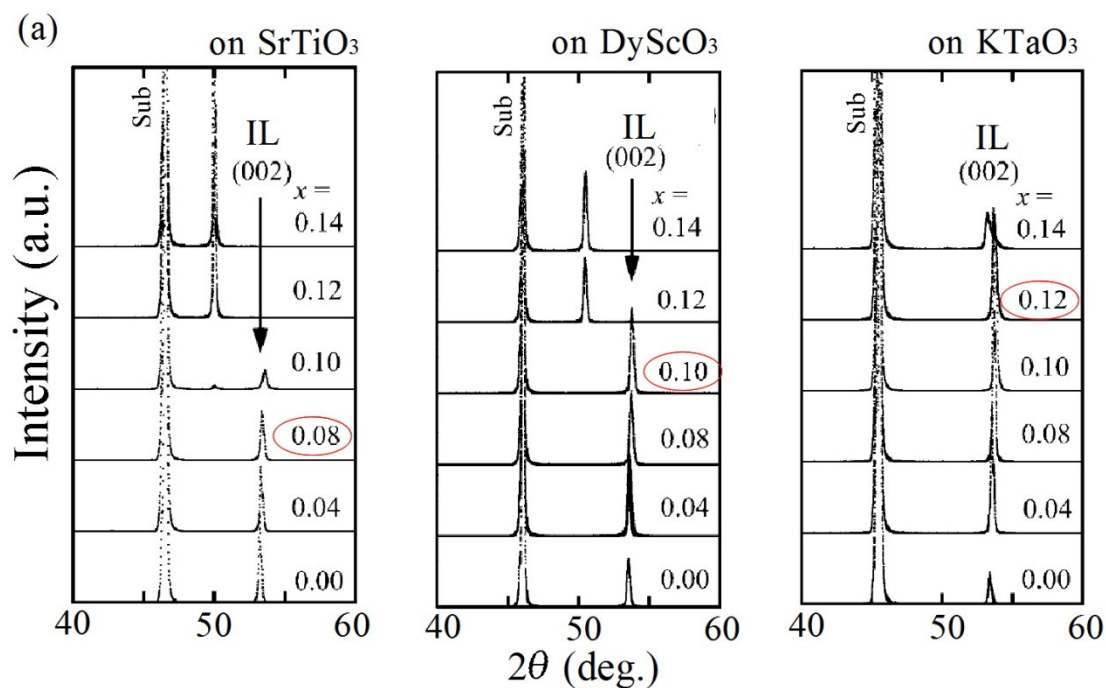 (a)
on SrTiO3
on DyScO3
on KTaO3
Intensity (a.u.)
Sub
IL
(002)
x =
0.14
0.12
0.10
0.08
0.04
0.00
40
50
60
Sub
IL
(002)
x =
0.14
0.12
0.10
0.08
0.04
0.00
40
50
60
Sub
IL
(002)
x =
0.14
0.12
0.10
0.08
0.04
0.00
40
50
60
2θ (deg.)